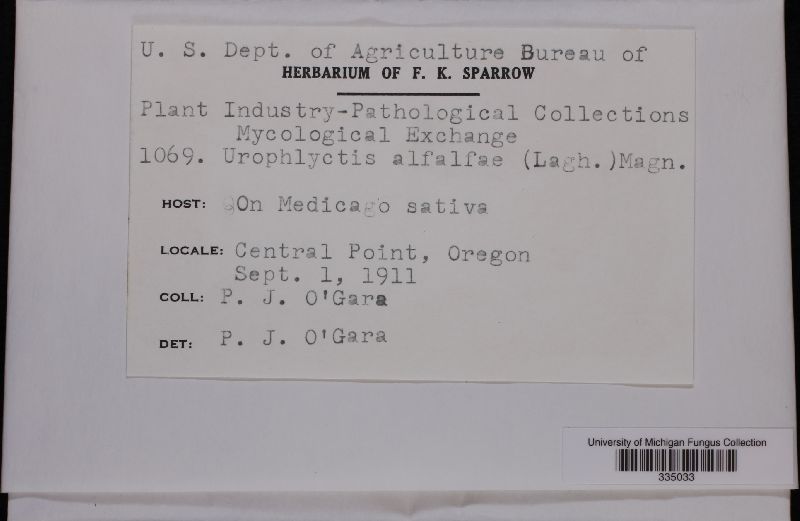 U. S. Dept. of Agriculture Bureau of
HERBARIUM OF F. K. SPARROW
Plant Industry-Pathological Collections
Mycological Exchange
1069. Urophlyctis alfalfae (Lagh.)Magn.
HOST: On Medicago sativa
LOCALE: Central Point, Oregon
Sept. 1, 1911
COLL: P. J. O'Gara
DET: P. J. O'Gara
University of Michigan Fungus Collection
335033